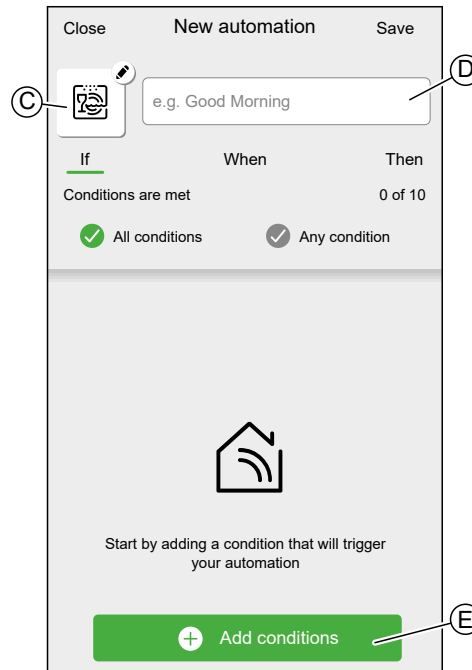 Close New automation Save
C e.g. Good Morning D
If When Then
Conditions are met 0 of 10
All conditions Any condition
Start by adding a condition that will trigger
your automation
Add conditions E